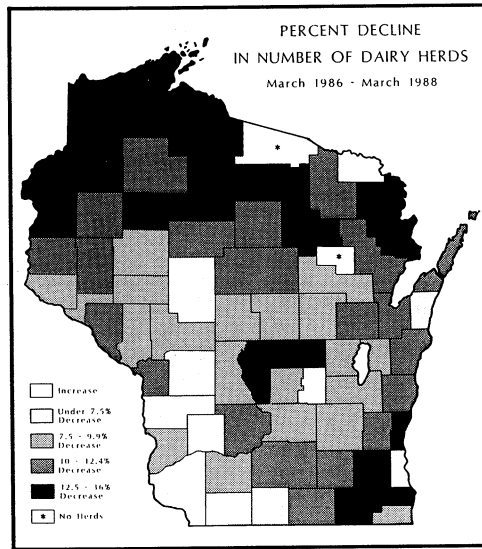 PERCENT DECLINE
IN NUMBER OF DAIRY HERDS
March 1986 - March 1988
*
*
Increase
Under 7.5%
Decrease
7.5 - 9.9%
Decrease
10 - 12.4%
Decrease
12.5 - 16%
Decrease
* No Herds